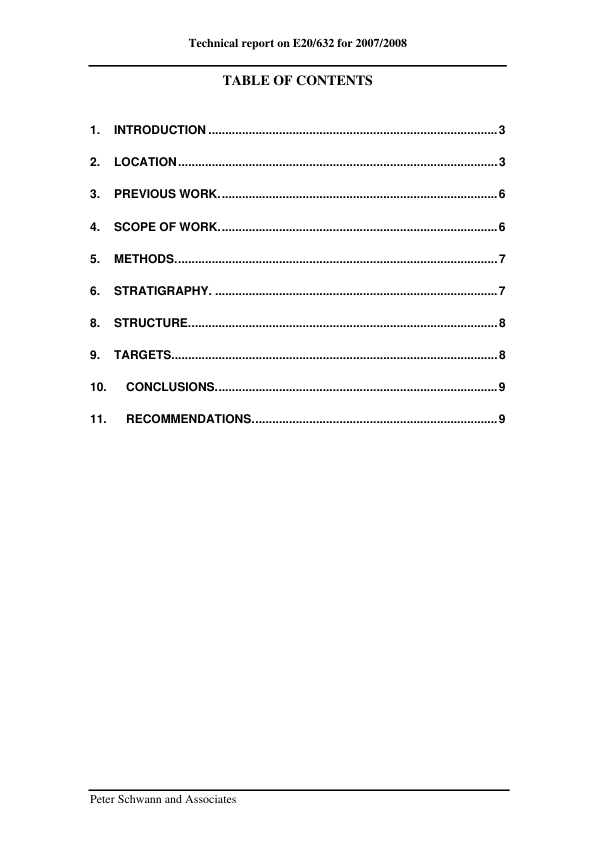 Technical report on E20/632 for 2007/2008
TABLE OF CONTENTS
1. INTRODUCTION ...................................................................................... 3
2. LOCATION............................................................................................... 3
3. PREVIOUS WORK................................................................................... 6
4. SCOPE OF WORK................................................................................... 6
5. METHODS................................................................................................ 7
6. STRATIGRAPHY. .................................................................................... 7
8. STRUCTURE............................................................................................ 8
9. TARGETS................................................................................................. 8
10. CONCLUSIONS.................................................................................... 9
11. RECOMMENDATIONS......................................................................... 9
Peter Schwann and Associates